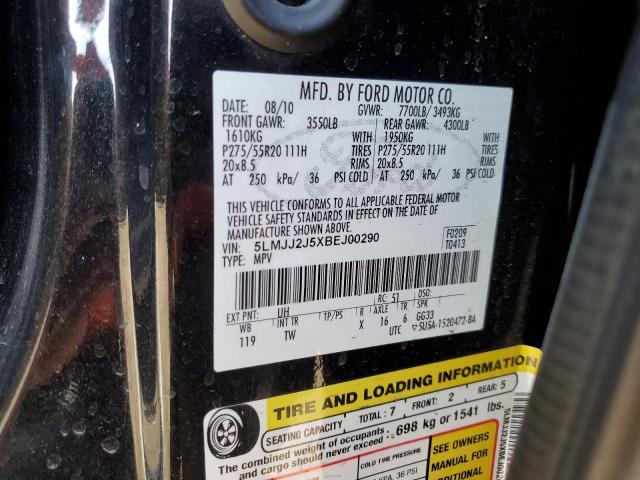 MFD. BY FORD MOTOR CO.
DATE: 08/10 GVWR: 7700LB/ 3493KG
FRONT GAWR: 3550LB REAR GAWR: 4300LB
1610KG WITH 1950KG WITH
P275/55R20 111H TIRES P275/55R20 111H TIRES
20x8.5 RIMS 20x8.5 RIMS
AT 250 kPa/ 36 PSI COLD AT 250 kPa/ 36 PSI COLD
THIS VEHICLE CONFORMS TO ALL APPLICABLE FEDERAL MOTOR
VEHICLE SAFETY STANDARDS IN EFFECT ON THE DATE OF
MANUFACTURE SHOWN ABOVE.
VIN: 5LMJJ2J5XBEJ00290 F0209
TYPE: MPV T0413
RC: 51 DSO:
EXT PNT: UH
WB INT TR TP/PS R AXLE TR SPR
119 TW X 16 6 GG33
UTC ▽5USA-1520472-BA
TIRE AND LOADING INFORMATION
SEATING CAPACITY TOTAL: 7 FRONT: 2 REAR: 5
The combined weight of occupants and cargo should never exceed: 698 kg or 1541 lbs.
COLD TIRE
SEE OWNERS
MANUAL FOR
36 PSI